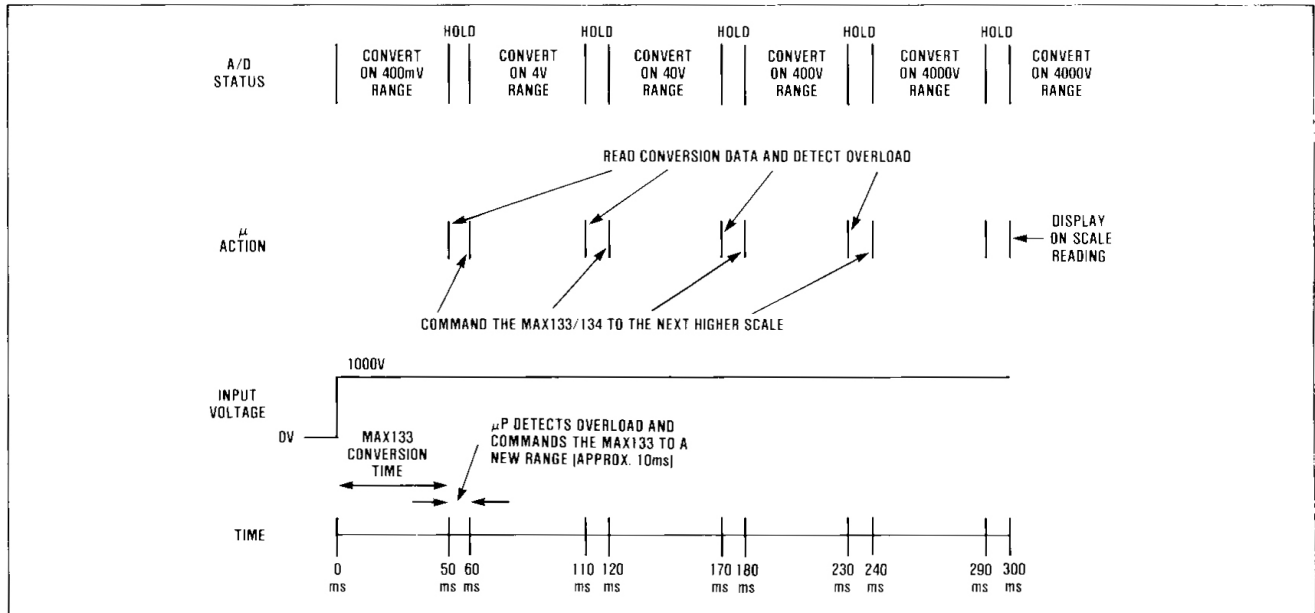 HOLD HOLD HOLD HOLD HOLD
A/D
STATUS
CONVERT
ON 400mV
RANGE
CONVERT
ON 4V
RANGE
CONVERT
ON 40V
RANGE
CONVERT
ON 400V
RANGE
CONVERT
ON 4000V
RANGE
CONVERT
ON 4000V
RANGE
READ CONVERSION DATA AND DETECT OVERLOAD
μ
ACTION
DISPLAY
ON SCALE
READING
COMMAND THE MAX133/134 TO THE NEXT HIGHER SCALE
1000V
INPUT
VOLTAGE
0V
MAX133
CONVERSION
TIME
μP DETECTS OVERLOAD AND
COMMANDS THE MAX133 TO A
NEW RANGE (APPROX. 10ms)
TIME
0 50 60 110 120 170 180 230 240 290 300
ms ms ms ms ms ms ms ms ms ms ms